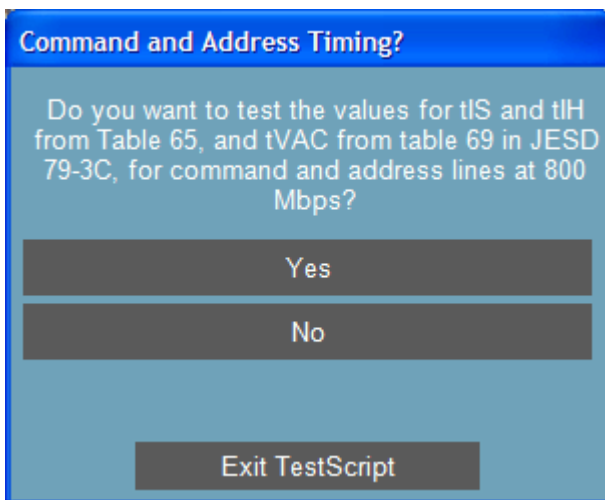 Command and Address Timing?
Do you want to test the values for tIS and tIH
from Table 65, and tVAC from table 69 in JESD
79-3C, for command and address lines at 800
Mbps?
Yes
No
Exit TestScript